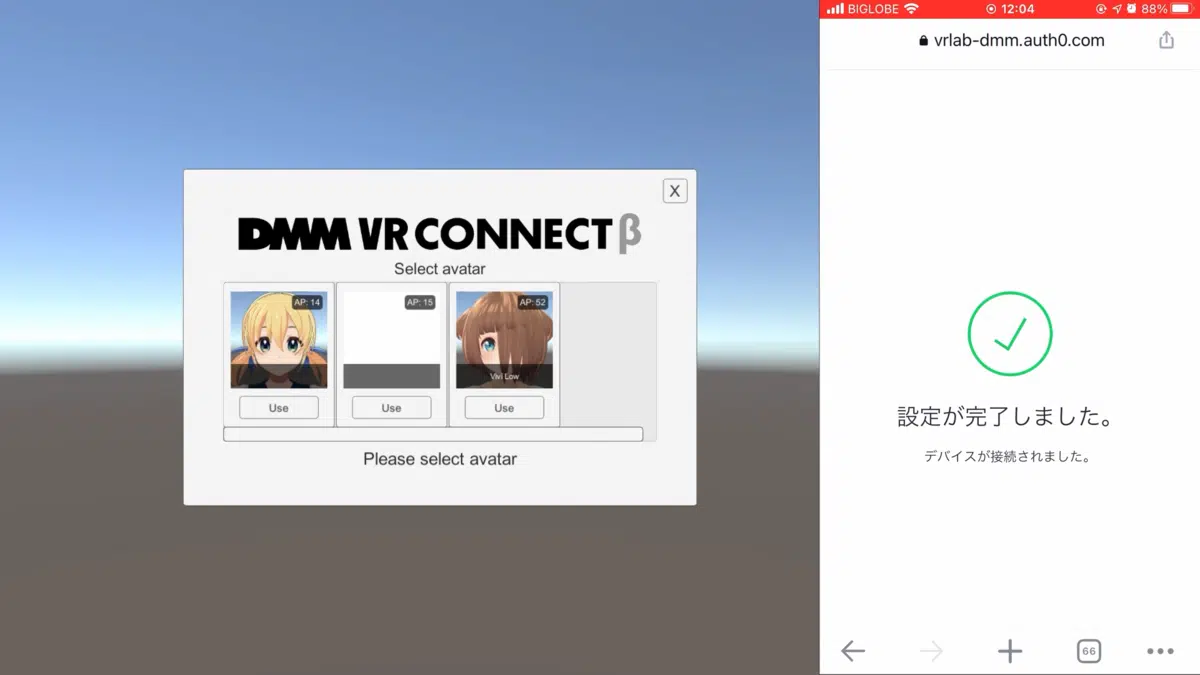 X
DMM VR CONNECT β
Select avatar
AP: 14
AP: 15
AP: 52
Vivi Low
Use
Use
Use
Please select avatar
BIGLOBE
12:04
88%
vrlab-dmm.auth0.com
設定が完了しました。
デバイスが接続されました。
66